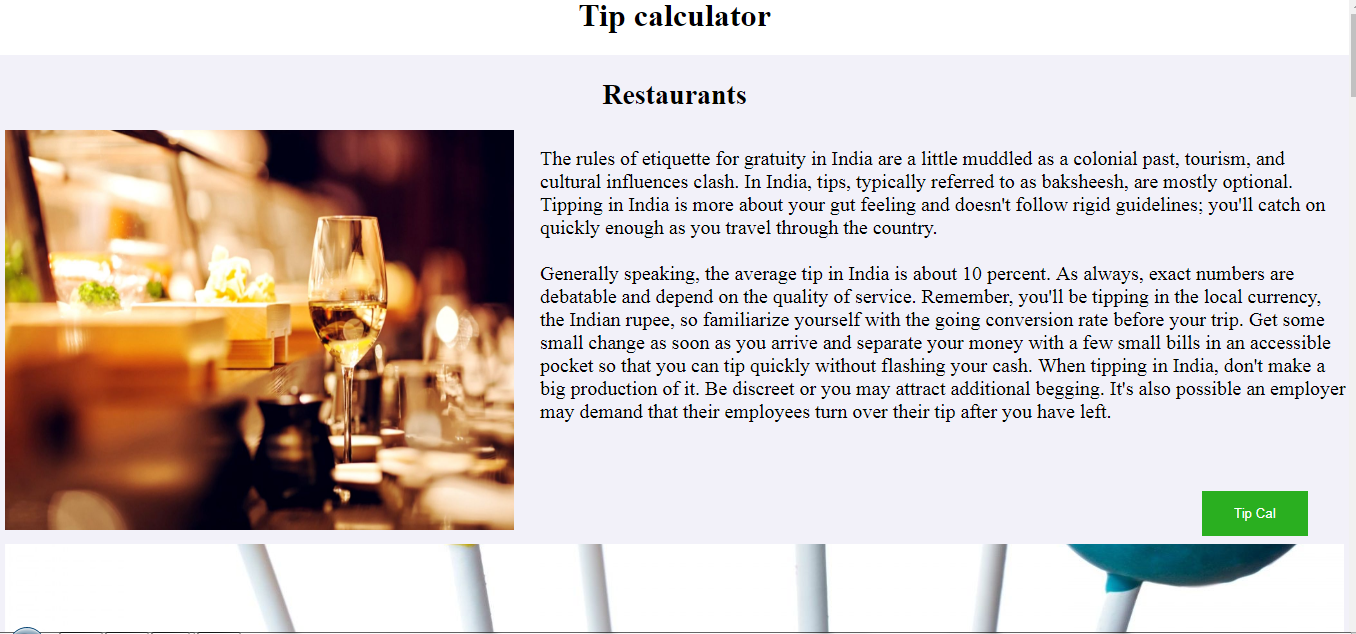 Tip calculator
Restaurants
The rules of etiquette for gratuity in India are a little muddled as a colonial past, tourism, and
cultural influences clash. In India, tips, typically referred to as baksheesh, are mostly optional.
Tipping in India is more about your gut feeling and doesn't follow rigid guidelines; you'll catch on
quickly enough as you travel through the country.
Generally speaking, the average tip in India is about 10 percent. As always, exact numbers are
debatable and depend on the quality of service. Remember, you'll be tipping in the local currency,
the Indian rupee, so familiarize yourself with the going conversion rate before your trip. Get some
small change as soon as you arrive and separate your money with a few small bills in an accessible
pocket so that you can tip quickly without flashing your cash. When tipping in India, don't make a
big production of it. Be discreet or you may attract additional begging. It's also possible an employer
may demand that their employees turn over their tip after you have left.
Tip Cal